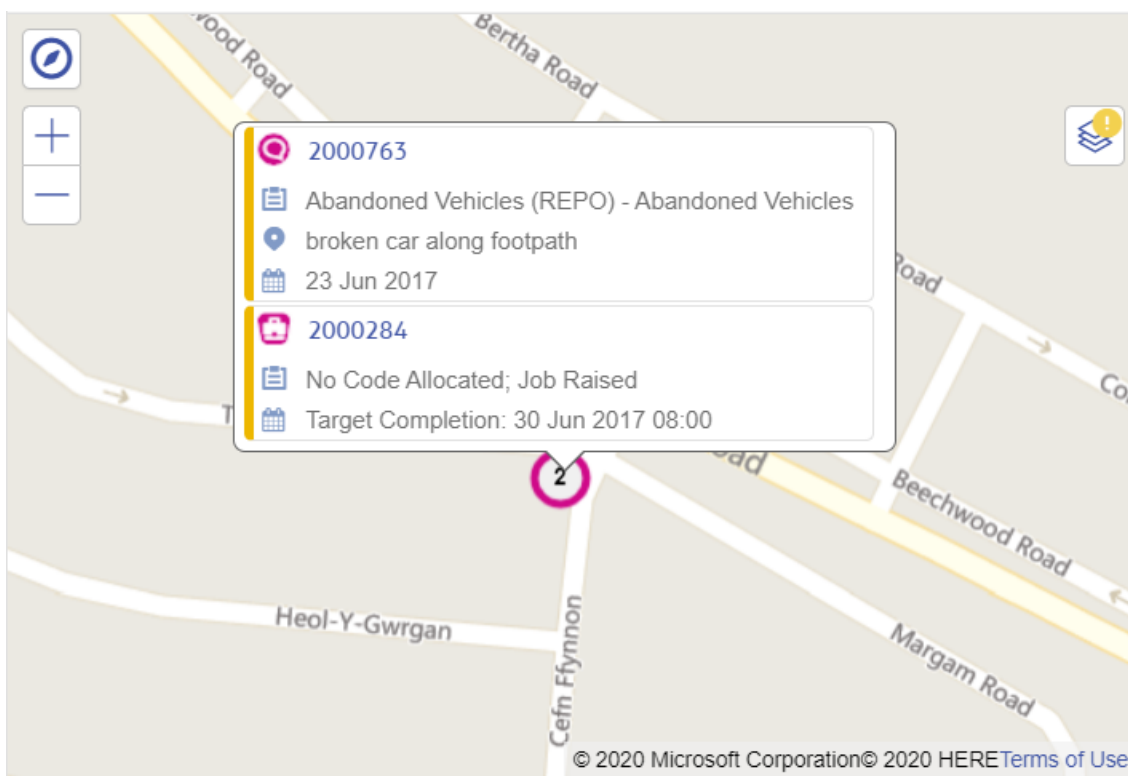 wood Road
Bertha Road
!
2000763
Abandoned Vehicles (REPO) - Abandoned Vehicles
broken car along footpath
23 Jun 2017
2000284
No Code Allocated; Job Raised
Target Completion: 30 Jun 2017 08:00
Road
Co
T
2
oad
Beechwood Road
Heol-Y-Gwrgan
Cefn Ffynnon
Margam Road
© 2020 Microsoft Corporation© 2020 HERETerms of Use